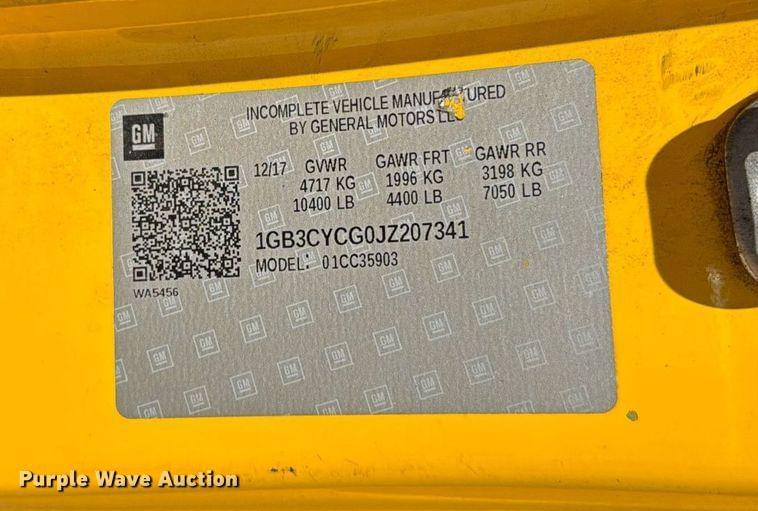 GM
INCOMPLETE VEHICLE MANUFACTURED
BY GENERAL MOTORS LLC
12/17 GVWR GAWR FRT GAWR RR
4717 KG 1996 KG 3198 KG
10400 LB 4400 LB 7050 LB
1GB3CYCG0JZ207341
MODEL: 01CC35903
WA5456
Purple Wave Auction